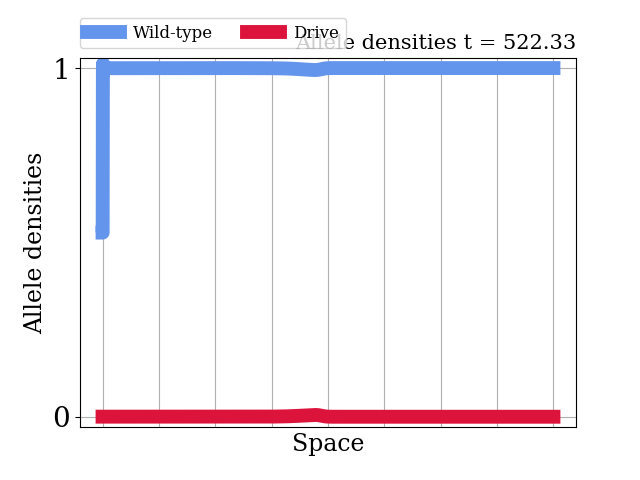 Wild-type Drive
Allele densities t = 522.33
1
Allele densities
0
Space